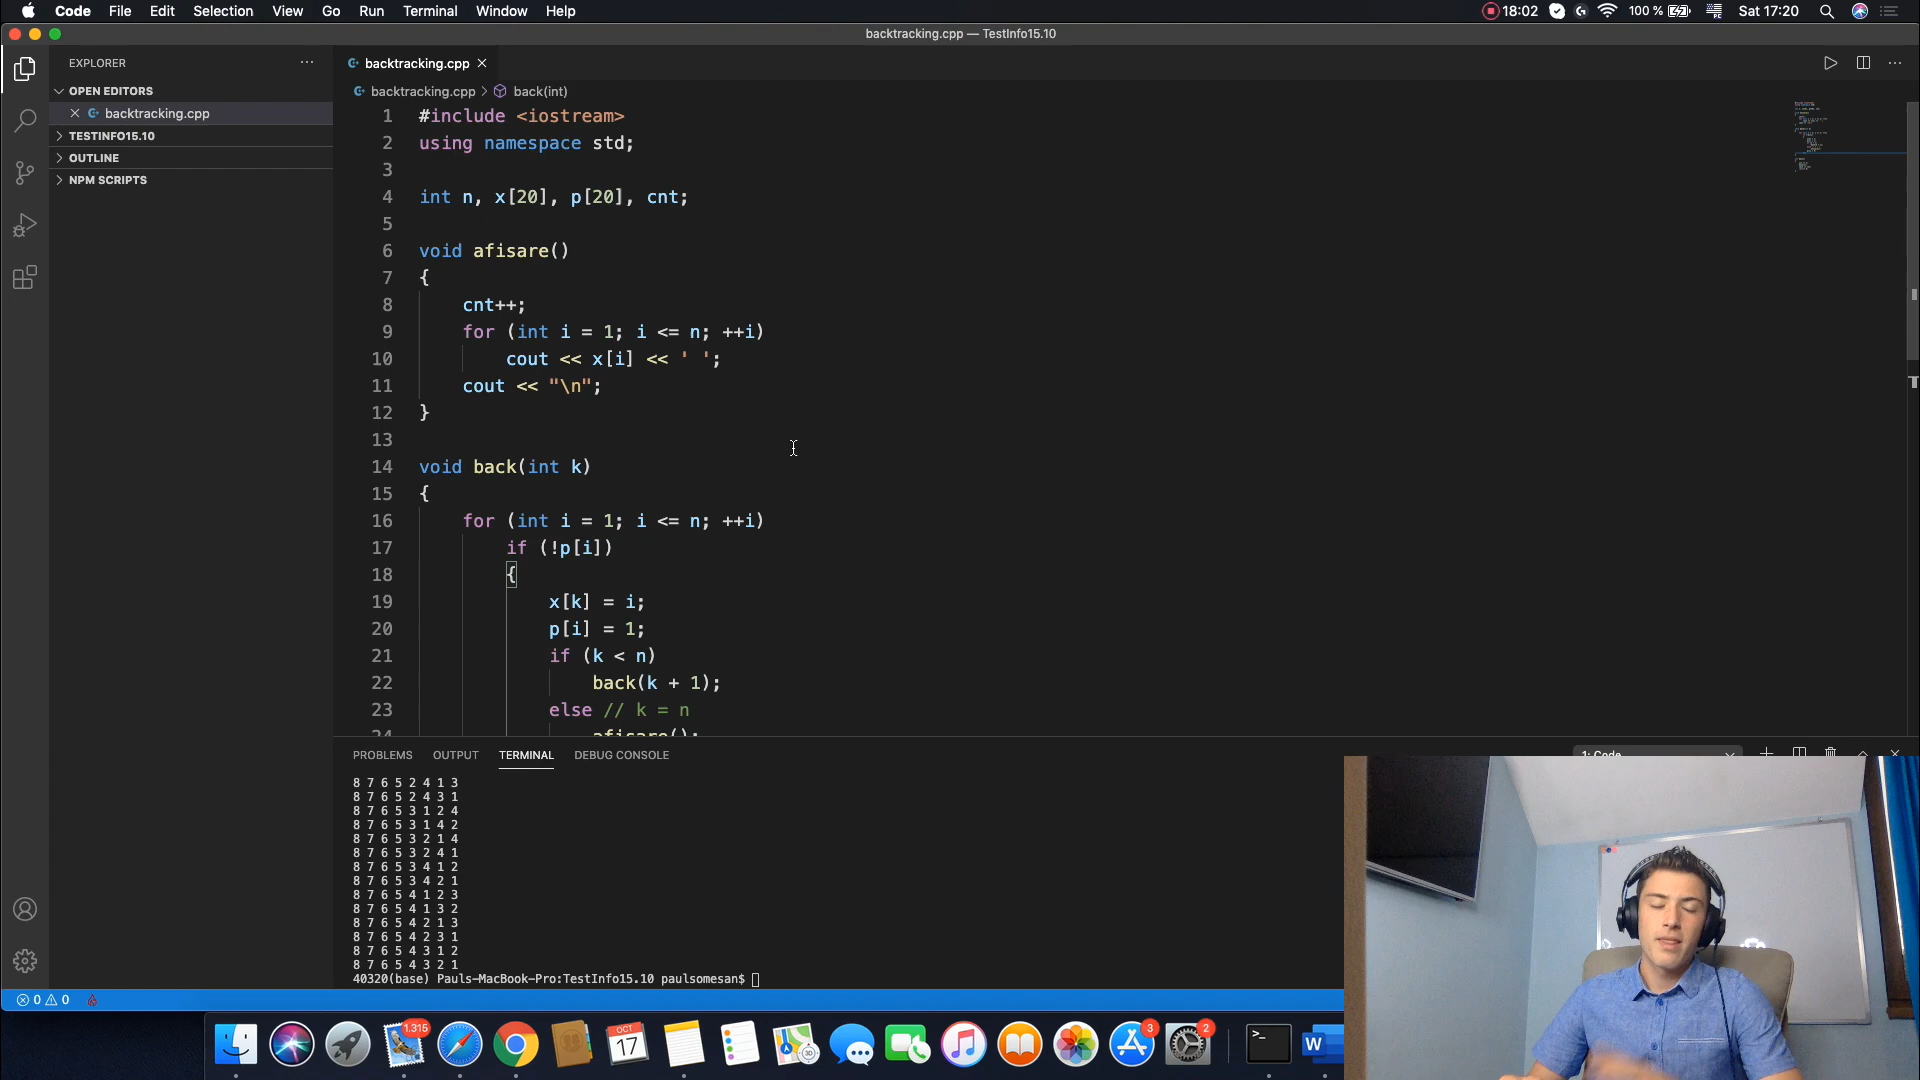 Code File Edit Selection View Go Run Terminal Window Help
18:02 100 % Sat 17:20
backtracking.cpp — TestInfo15.10
EXPLORER
OPEN EDITORS
backtracking.cpp
TESTINFO15.10
OUTLINE
NPM SCRIPTS
backtracking.cpp
backtracking.cpp > back(int)
1 #include <iostream>
2 using namespace std;
3
4 int n, x[20], p[20], cnt;
5
6 void afisare()
7 {
8 cnt++;
9 for (int i = 1; i <= n; ++i)
10 cout << x[i] << ' ';
11 cout << "\n";
12 }
13
14 void back(int k)
15 {
16 for (int i = 1; i <= n; ++i)
17 if (!p[i])
18 {
19 x[k] = i;
20 p[i] = 1;
21 if (k < n)
22 back(k + 1);
23 else // k = n
24 afisare();
PROBLEMS OUTPUT TERMINAL DEBUG CONSOLE
1: Code
8 7 6 5 2 4 1 3
8 7 6 5 2 4 3 1
8 7 6 5 3 1 2 4
8 7 6 5 3 1 4 2
8 7 6 5 3 2 1 4
8 7 6 5 3 2 4 1
8 7 6 5 3 4 1 2
8 7 6 5 3 4 2 1
8 7 6 5 4 1 2 3
8 7 6 5 4 1 3 2
8 7 6 5 4 2 1 3
8 7 6 5 4 2 3 1
8 7 6 5 4 3 1 2
8 7 6 5 4 3 2 1
40320(base) Pauls-MacBook-Pro:TestInfo15.10 paulsomesan$
0 0
1.315
OCT
17
3D
3
2
>_
W